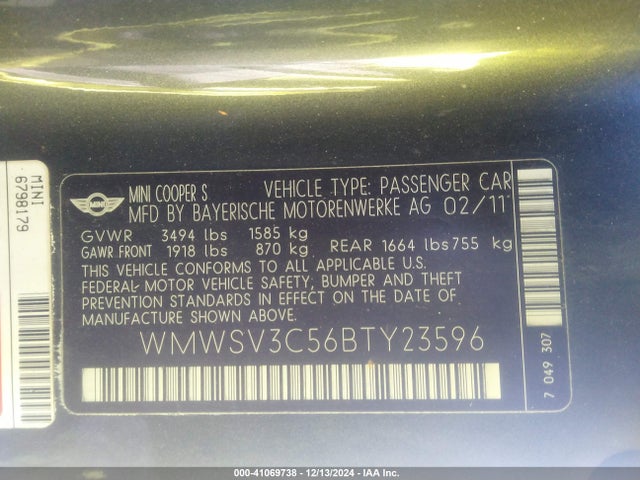 MINI
6798179
MINI
MINI COOPER S VEHICLE TYPE: PASSENGER CAR
MFD BY BAYERISCHE MOTORENWERKE AG 02/11
GVWR 3494 lbs 1585 kg
GAWR FRONT 1918 lbs 870 kg REAR 1664 lbs 755 kg
THIS VEHICLE CONFORMS TO ALL APPLICABLE U.S.
FEDERAL MOTOR VEHICLE SAFETY, BUMPER AND THEFT
PREVENTION STANDARDS IN EFFECT ON THE DATE OF
MANUFACTURE SHOWN ABOVE.
WMWSV3C56BTY23596
7 049 307
000-41069738 - 12/13/2024 - IAA Inc.